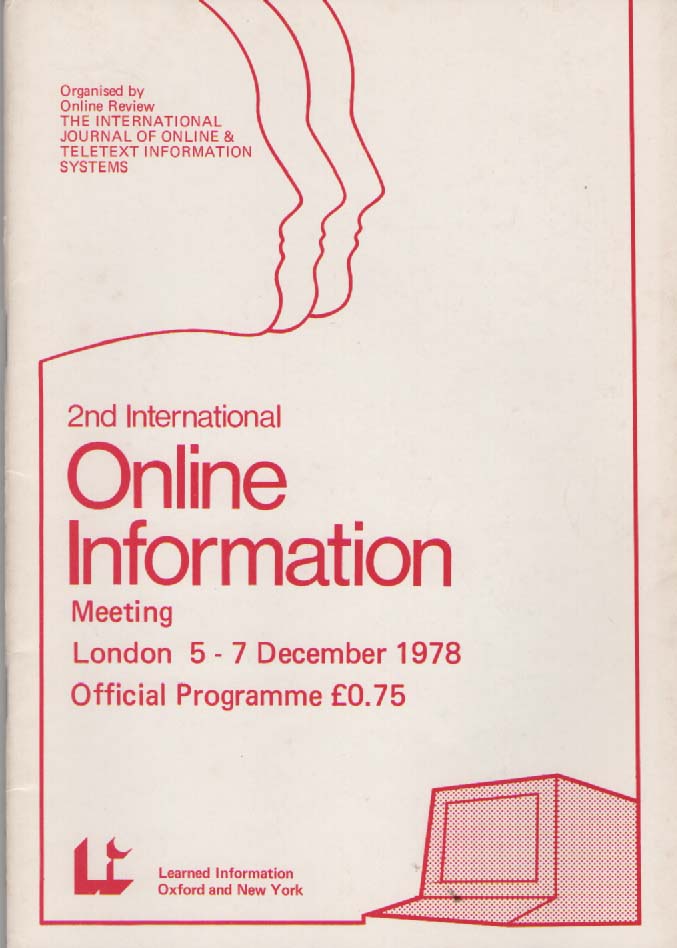 Organised by
Online Review
THE INTERNATIONAL
JOURNAL OF ONLINE &
TELETEXT INFORMATION
SYSTEMS
2nd International
Online
Information
Meeting
London 5 - 7 December 1978
Official Programme £0.75
Learned Information
Oxford and New York